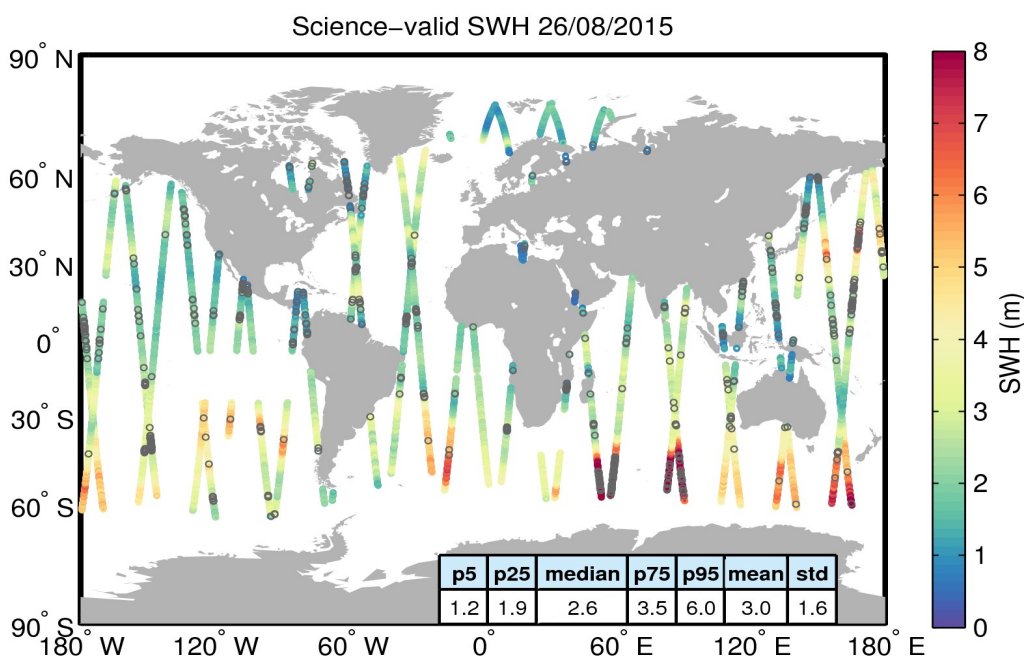 Science−valid SWH 26/08/2015
90° N
60° N
30° N
0°
30° S
60° S
90° S
180° W
120° W
60° W
0°
60° E
120° E
180° E
p5 p25 median p75 p95 mean std
1.2 1.9 2.6 3.5 6.0 3.0 1.6
8
7
6
5
4
3
2
1
0
SWH (m)